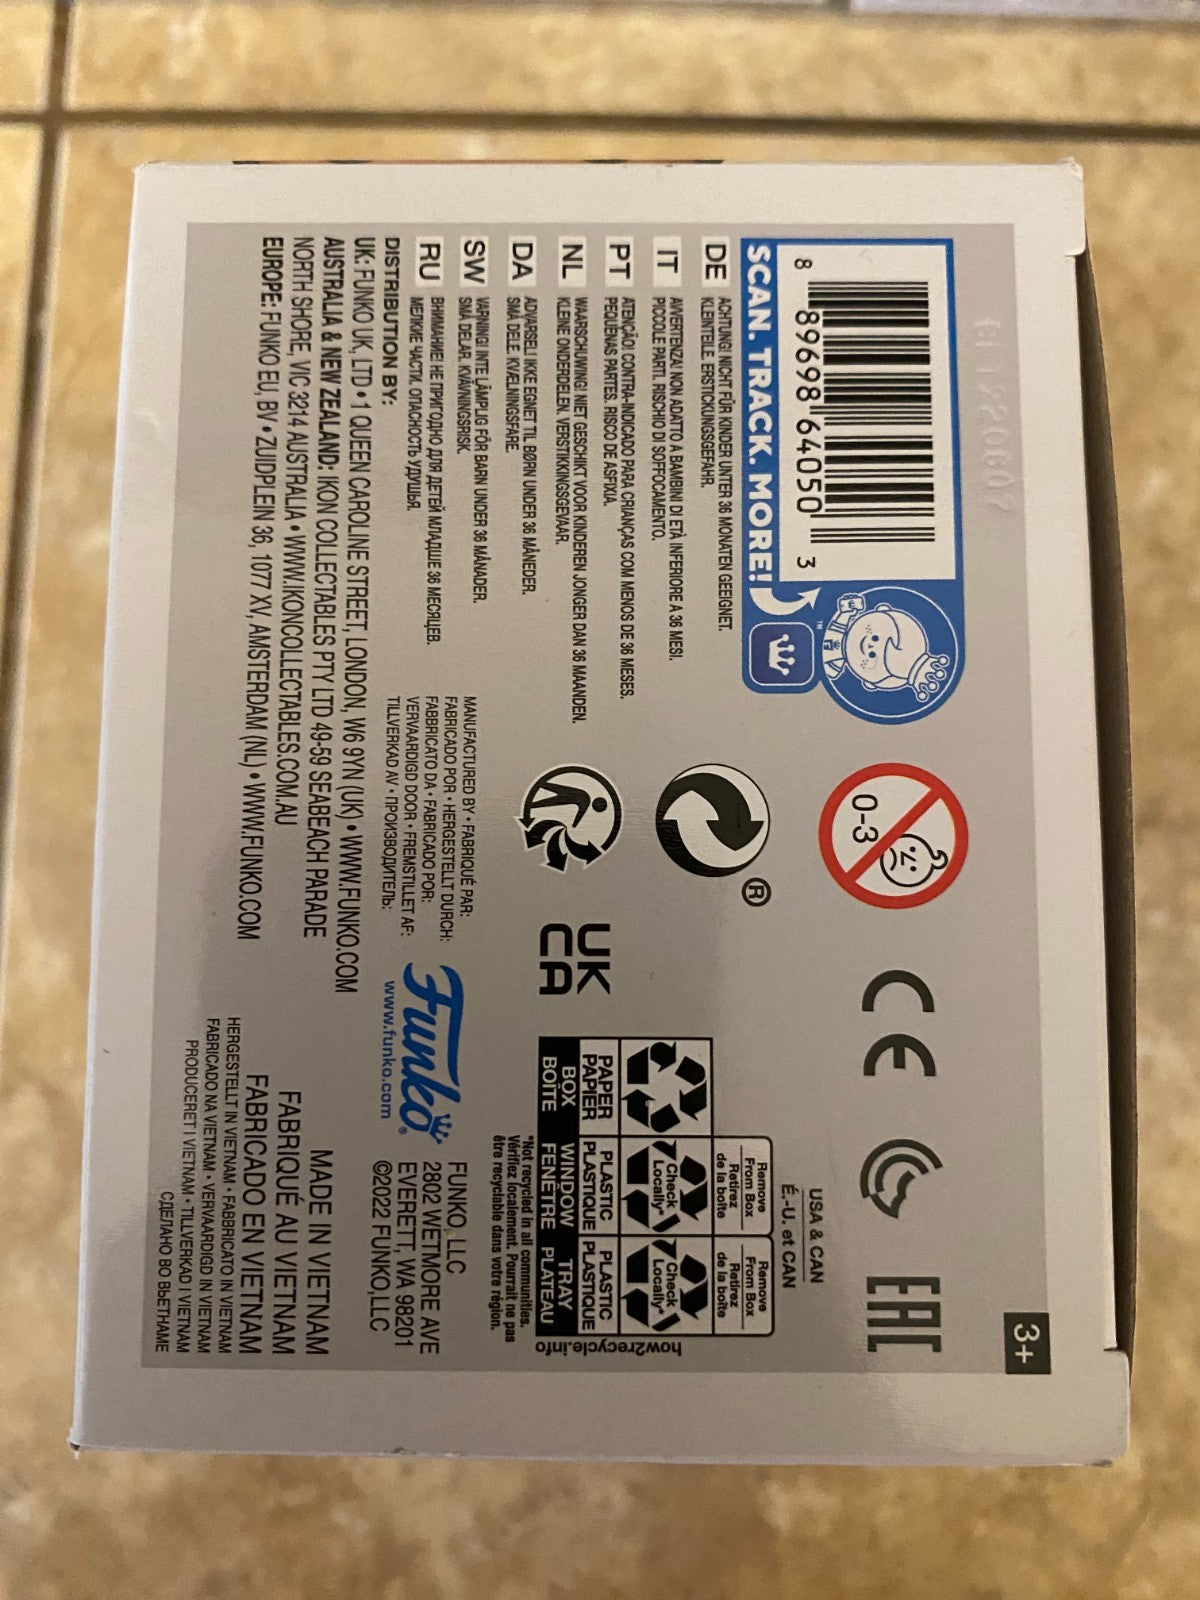 8 89698 64050 3
SCAN. TRACK. MORE!
TM
0-3
3+
DE ACHTUNG! NICHT FÜR KINDER UNTER 36 MONATEN GEEIGNET.
KLEINTEILE. ERSTICKUNGSGEFAHR.
IT AVVERTENZA! NON ADATTO A BAMBINI DI ETÀ INFERIORE A 36 MESI.
PICCOLE PARTI. RISCHIO DI SOFFOCAMENTO.
PT ATENÇÃO! CONTRA-INDICADO PARA CRIANÇAS COM MENOS DE 36 MESES.
PEQUENAS PARTES. RISCO DE ASFIXIA.
NL WAARSCHUWING! NIET GESCHIKT VOOR KINDEREN JONGER DAN 36 MAANDEN.
KLEINE ONDERDELEN. VERSTIKKINGSGEVAAR.
DA ADVARSEL! IKKE EGNET TIL BØRN UNDER 36 MÅNEDER.
SMÅ DELE. KVÆLNINGSFARE.
SW VARNING! INTE LÄMPLIG FÖR BARN UNDER 36 MÅNADER.
SMÅ DELAR. KVÄVNINGSRISK.
RU ВНИМАНИЕ! НЕ ПРИГОДНО ДЛЯ ДЕТЕЙ МЛАДШЕ 36 МЕСЯЦЕВ.
МЕЛКИЕ ЧАСТИ. ОПАСНОСТЬ УДУШЬЯ.
DISTRIBUTION BY:
UK: FUNKO UK, LTD • 1 QUEEN CAROLINE STREET, LONDON, W6 9YN (UK) • WWW.FUNKO.COM
AUSTRALIA & NEW ZEALAND: IKON COLLECTABLES PTY LTD 49-59 SEABEACH PARADE
NORTH SHORE, VIC 3214 AUSTRALIA • WWW.IKONCOLLECTABLES.COM.AU
EUROPE: FUNKO EU, BV • ZUIDPLEIN 36, 1077 XV, AMSTERDAM (NL) • WWW.FUNKO.COM
CE
EAC
®
UK
CA
USA & CAN
É.-U. et CAN
Remove
From Box
Retirez
de la boîte
Remove
From Box
Retirez
de la boîte
Check
Locally*
Check
Locally*
PAPER
PAPIER
PLASTIC
PLASTIQUE
PLASTIC
PLASTIQUE
BOX
BOÎTE
WINDOW
FENÊTRE
TRAY
PLATEAU
how2recycle.info
*Not recycled in all communities.
Vérifiez localement. Pourrait ne pas
être recyclable dans votre région.
MANUFACTURED BY • FABRIQUÉ PAR:
FABRICADO POR • HERGESTELLT DURCH:
FABBRICATO DA • FABRICADO POR:
VERVAARDIGD DOOR • FREMSTILLET AF:
TILLVERKAD AV • ПРОИЗВОДИТЕЛЬ:
Funko®
www.funko.com
FUNKO, LLC
2802 WETMORE AVE
EVERETT, WA 98201
©2022 FUNKO,LLC
MADE IN VIETNAM
FABRIQUÉ AU VIETNAM
FABRICADO EN VIETNAM
HERGESTELLT IN VIETNAM • FABBRICATO IN VIETNAM
FABRICADO NA VIETNAM • VERVAARDIGD IN VIETNAM
PRODUCERET I VIETNAM • TILLVERKAD I VIETNAM
СДЕЛАНО ВО ВЬЕТНАМЕ